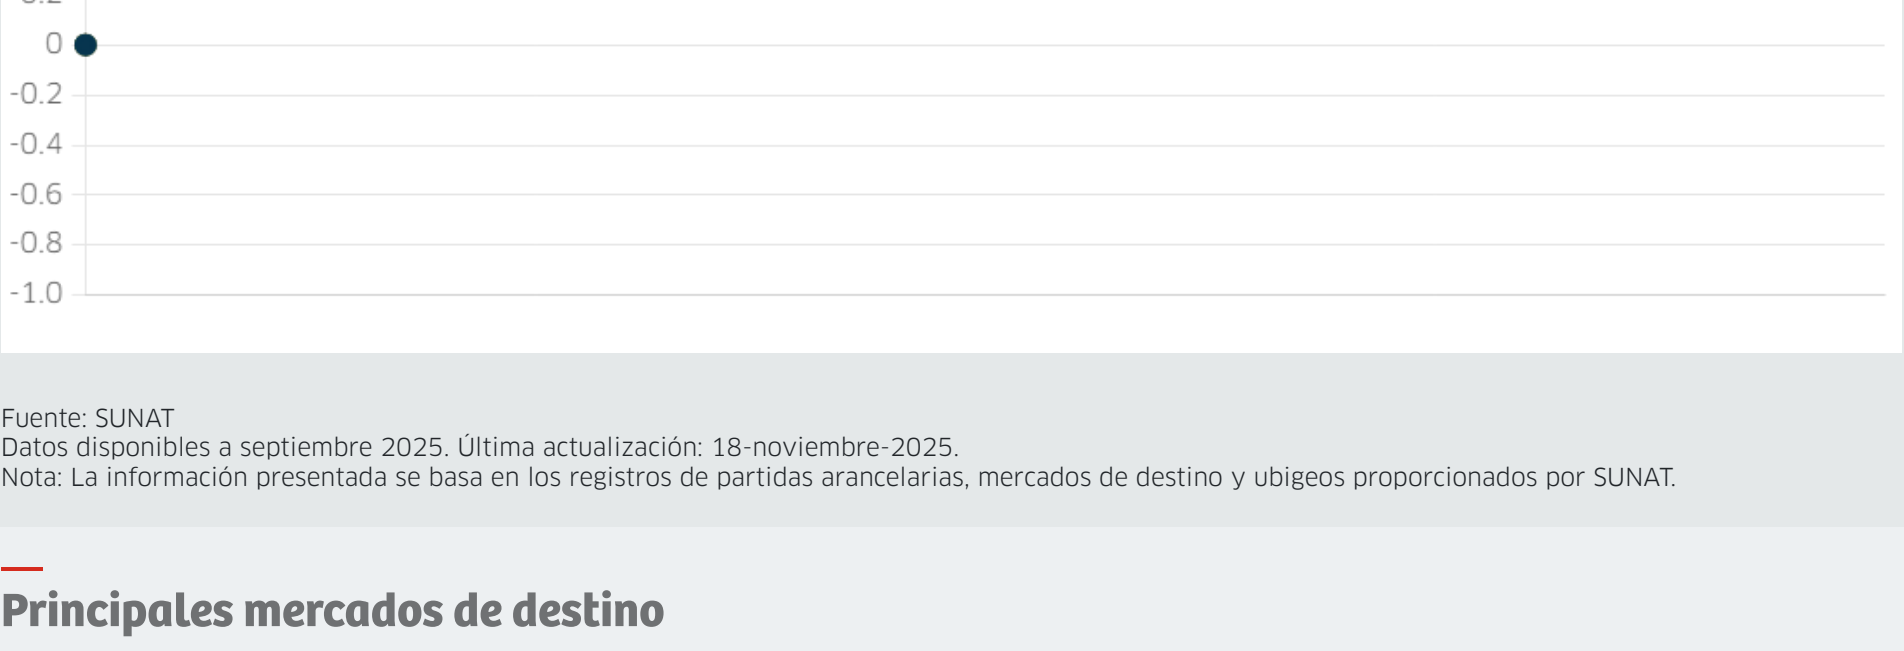 0
-0.2
-0.4
-0.6
-0.8
-1.0
Fuente: SUNAT
Datos disponibles a septiembre 2025. Última actualización: 18-noviembre-2025.
Nota: La información presentada se basa en los registros de partidas arancelarias, mercados de destino y ubigeos proporcionados por SUNAT.
Principales mercados de destino